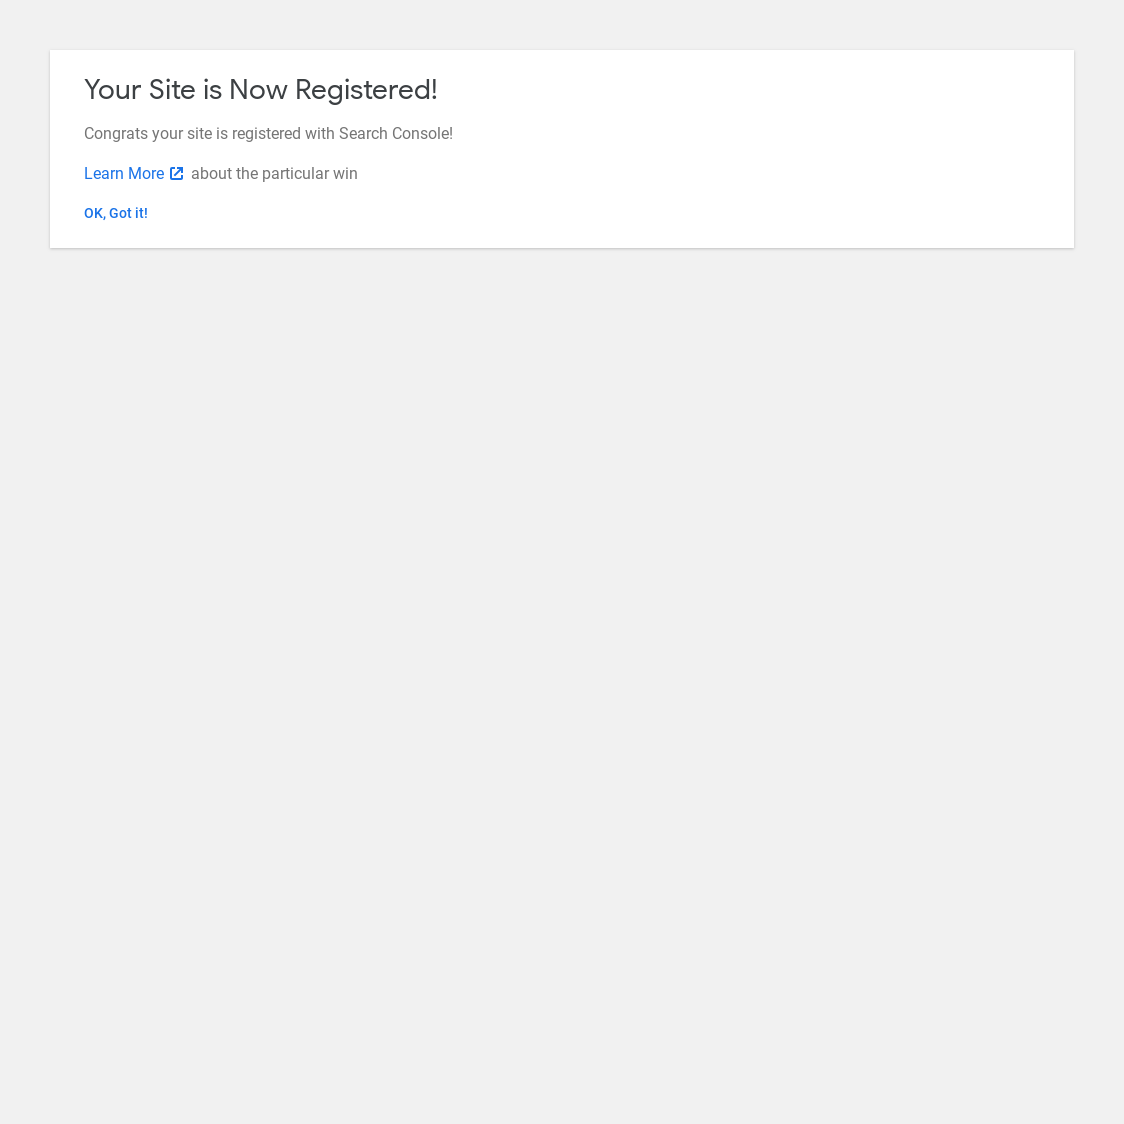 Your Site is Now Registered!
Congrats your site is registered with Search Console!
Learn More about the particular win
OK, Got it!